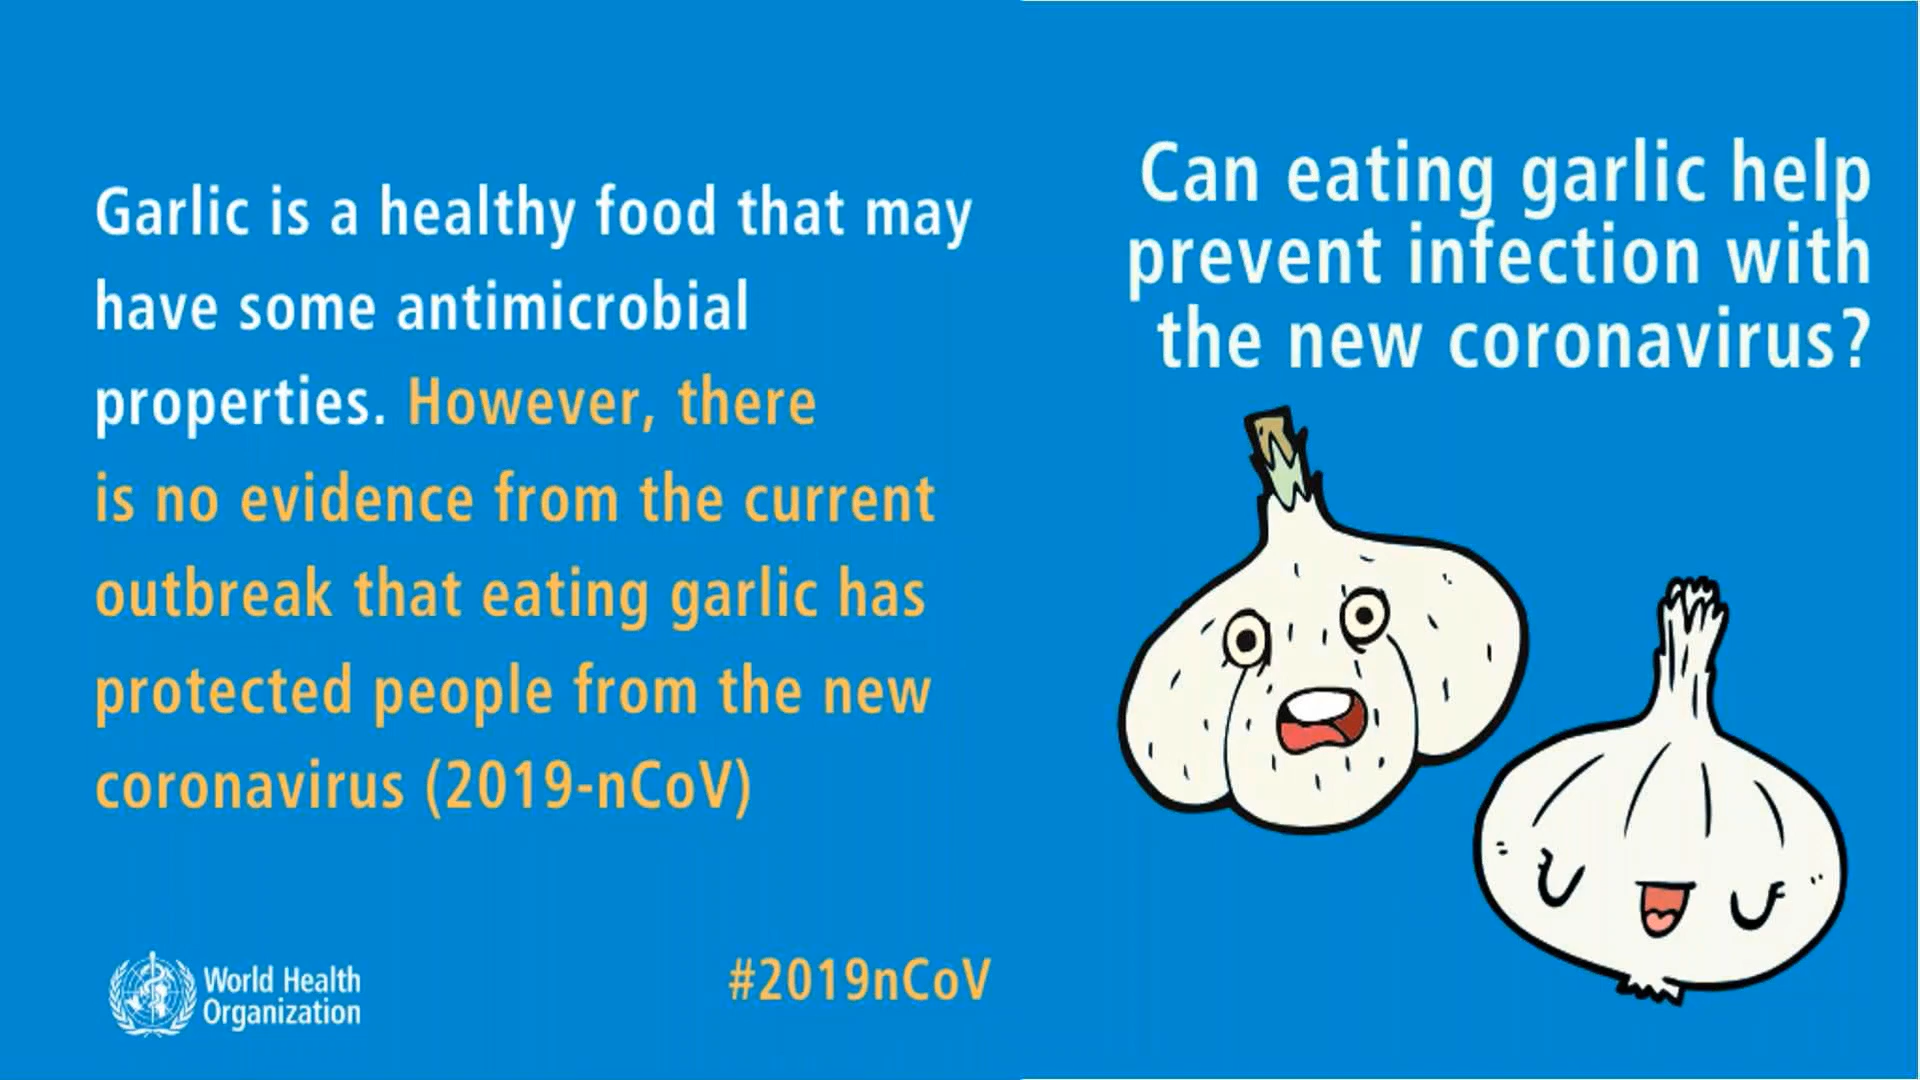 Can eating garlic help
prevent infection with
the new coronavirus?
Garlic is a healthy food that may
have some antimicrobial
properties. However, there
is no evidence from the current
outbreak that eating garlic has
protected people from the new
coronavirus (2019-nCoV)
World Health
Organization
#2019nCoV